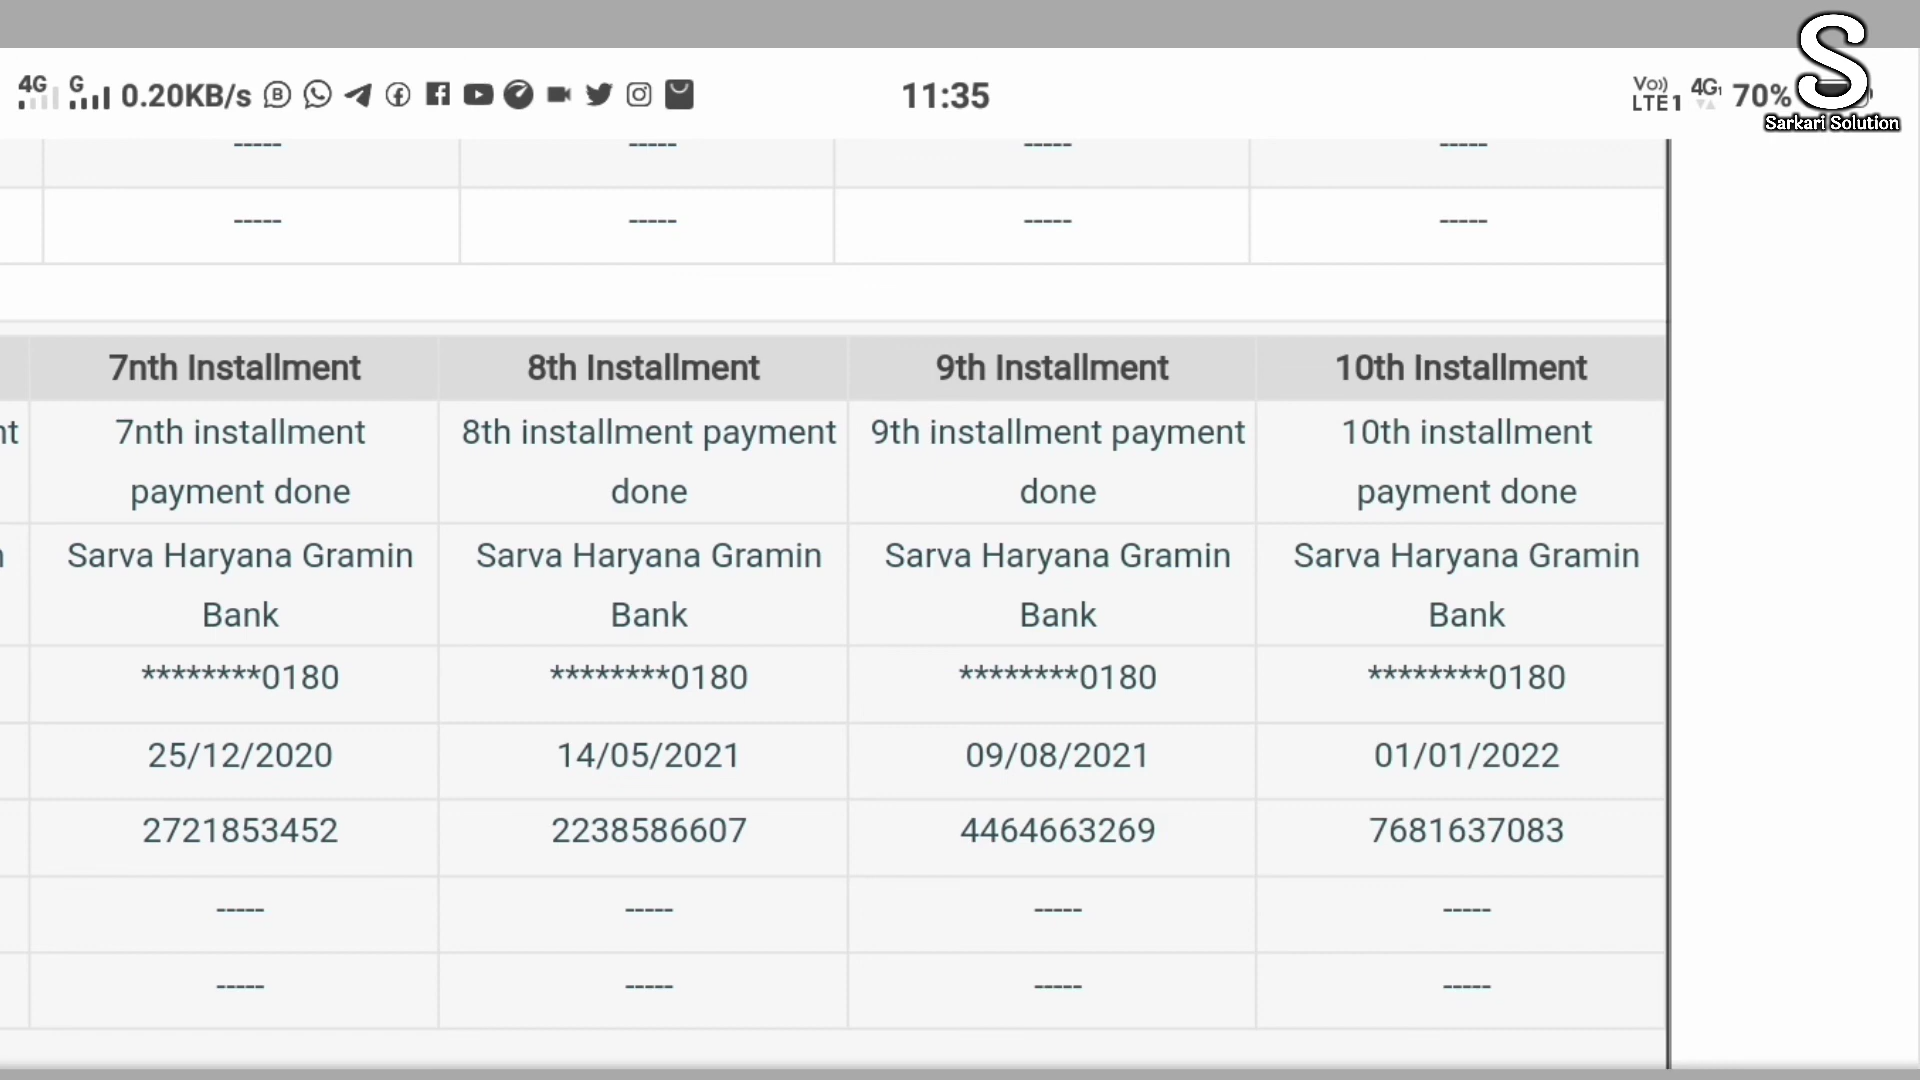 4G G 0.20KB/s 11:35 Vo)) LTE1 4G1 70%
S
Sarkari Solution
----- ----- ----- -----
----- ----- ----- -----
7nth Installment 8th Installment 9th Installment 10th Installment
nt 7nth installment 8th installment payment 9th installment payment 10th installment
payment done done done payment done
Sarva Haryana Gramin Sarva Haryana Gramin Sarva Haryana Gramin Sarva Haryana Gramin
Bank Bank Bank Bank
********0180 ********0180 ********0180 ********0180
25/12/2020 14/05/2021 09/08/2021 01/01/2022
2721853452 2238586607 4464663269 7681637083
----- ----- ----- -----
----- ----- ----- -----